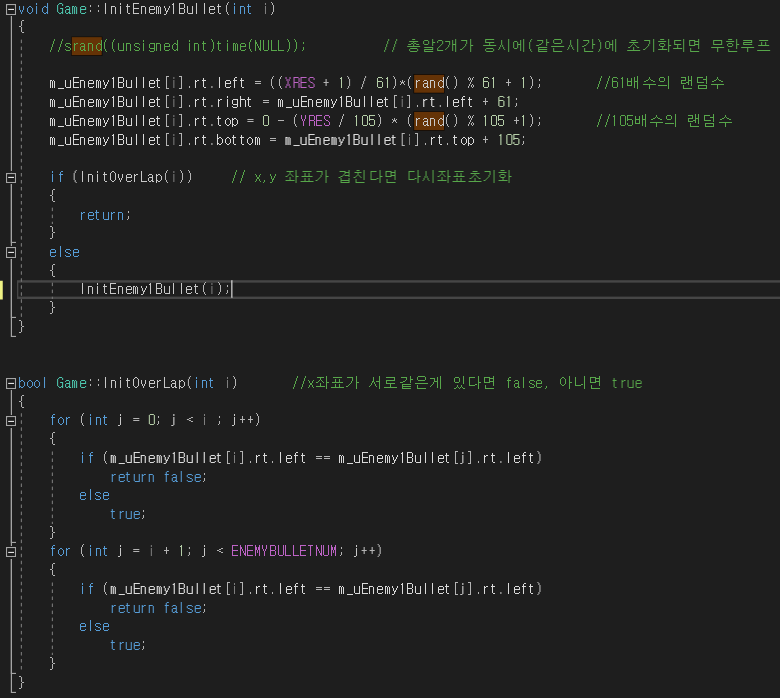 void Game::InitEnemy1Bullet(int i)
{
//srand((unsigned int)time(NULL)); // 총알2개가 동시에(같은시간)에 초기화되면 무한루프
m_uEnemy1Bullet[i].rt.left = ((XRES + 1) / 61)*(rand() % 61 + 1); //61배수의 랜덤수
m_uEnemy1Bullet[i].rt.right = m_uEnemy1Bullet[i].rt.left + 61;
m_uEnemy1Bullet[i].rt.top = 0 - (YRES / 105) * (rand() % 105 +1); //105배수의 랜덤수
m_uEnemy1Bullet[i].rt.bottom = m_uEnemy1Bullet[i].rt.top + 105;
if (InitOverLap(i)) // x,y 좌표가 겹친다면 다시좌표초기화
{
return;
}
else
{
InitEnemy1Bullet(i);
}
}
bool Game::InitOverLap(int i) //x좌표가 서로같은게 있다면 false, 아니면 true
{
for (int j = 0; j < i ; j++)
{
if (m_uEnemy1Bullet[i].rt.left == m_uEnemy1Bullet[j].rt.left)
return false;
else
true;
}
for (int j = i + 1; j < ENEMYBULLETNUM; j++)
{
if (m_uEnemy1Bullet[i].rt.left == m_uEnemy1Bullet[j].rt.left)
return false;
else
true;
}
}